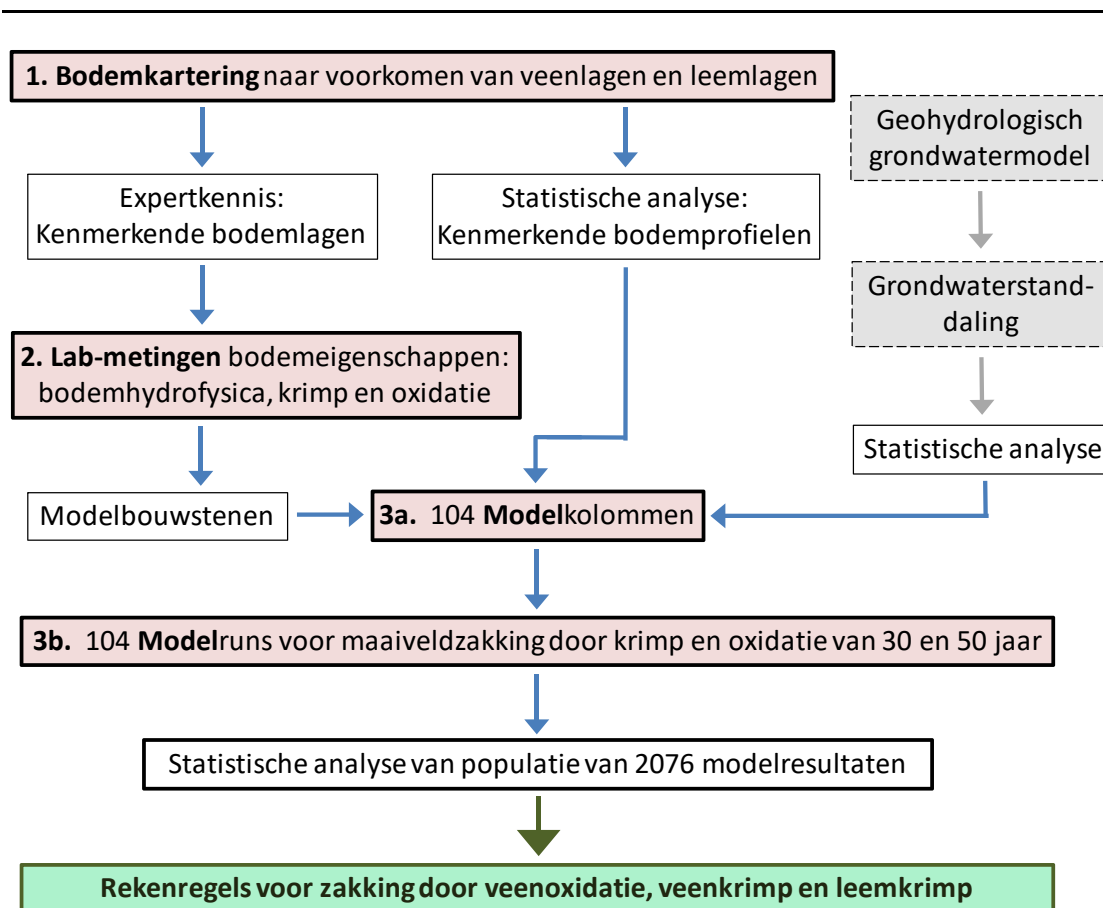 1. Bodemkartering naar voorkomen van veenlagen en leemlagen
Geohydrologisch
grondwatermodel
Expertkennis:
Kenmerkende bodemlagen
Statistische analyse:
Kenmerkende bodemprofielen
Grondwaterstand-
daling
2. Lab-metingen bodemeigenschappen:
bodemhydrofysica, krimp en oxidatie
Statistische analyse
Modelbouwstenen
3a. 104 Modelkolommen
3b. 104 Modelruns voor maaiveldzakking door krimp en oxidatie van 30 en 50 jaar
Statistische analyse van populatie van 2076 modelresultaten
Rekenregels voor zakking door veenoxidatie, veenkrimp en leemkrimp